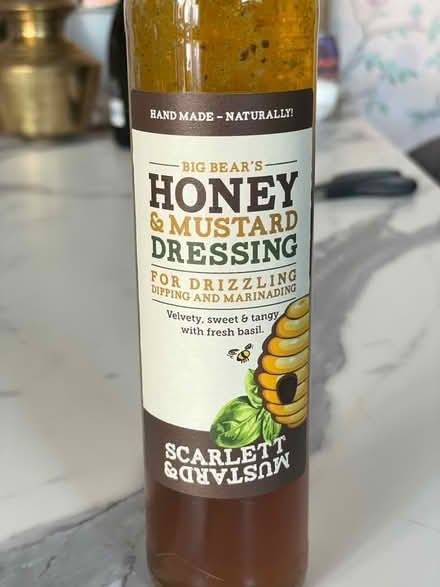 HAND MADE – NATURALLY!
BIG BEAR'S
HONEY
& MUSTARD
DRESSING
FOR DRIZZLING
DIPPING AND MARINADING
Velvety, sweet & tangy
with fresh basil.
SCARLETT
& MUSTARD